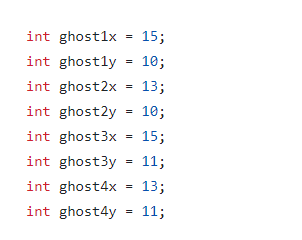 int ghost1x = 15;
int ghost1y = 10;
int ghost2x = 13;
int ghost2y = 10;
int ghost3x = 15;
int ghost3y = 11;
int ghost4x = 13;
int ghost4y = 11;